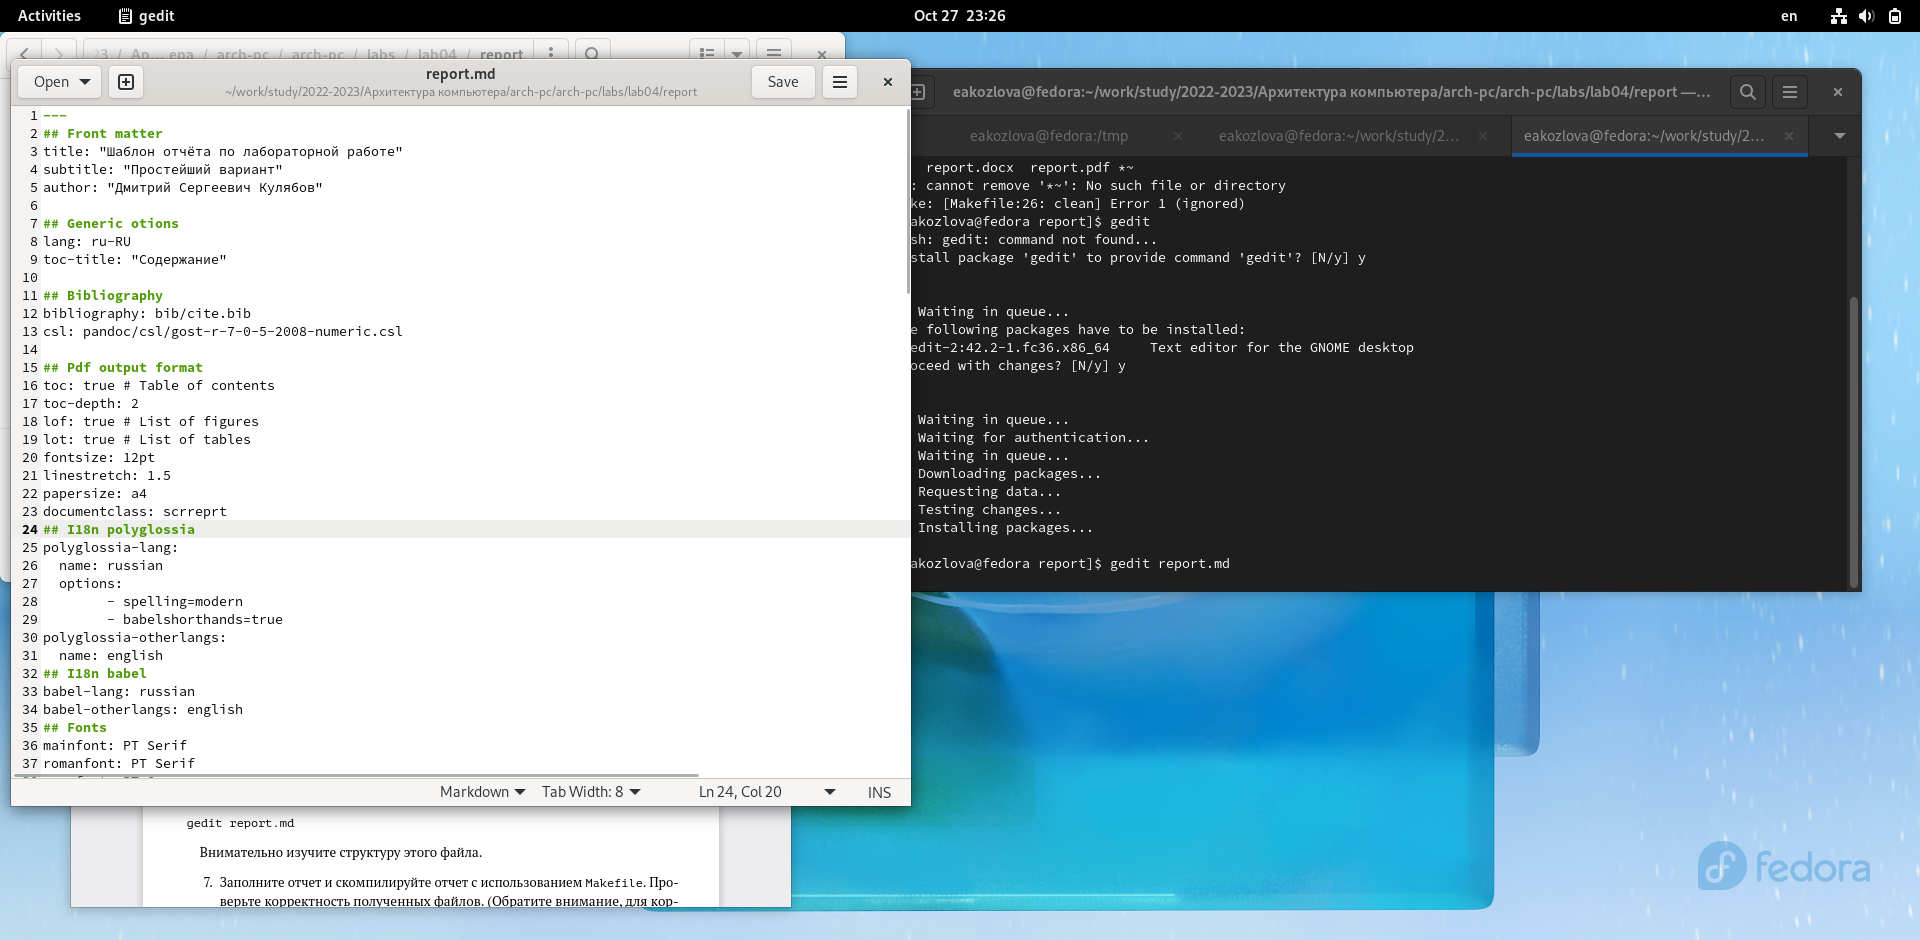 Activities
gedit
Oct 27 23:26
en
23 / Ар... ера / arch-pc / arch-pc / labs / lab04 / report
Open
report.md
~/work/study/2022-2023/Архитектура компьютера/arch-pc/arch-pc/labs/lab04/report
Save
1 ---
2 ## Front matter
3 title: "Шаблон отчёта по лабораторной работе"
4 subtitle: "Простейший вариант"
5 author: "Дмитрий Сергеевич Кулябов"
6
7 ## Generic otions
8 lang: ru-RU
9 toc-title: "Содержание"
10
11 ## Bibliography
12 bibliography: bib/cite.bib
13 csl: pandoc/csl/gost-r-7-0-5-2008-numeric.csl
14
15 ## Pdf output format
16 toc: true # Table of contents
17 toc-depth: 2
18 lof: true # List of figures
19 lot: true # List of tables
20 fontsize: 12pt
21 linestretch: 1.5
22 papersize: a4
23 documentclass: scrreprt
24 ## I18n polyglossia
25 polyglossia-lang:
26   name: russian
27   options:
28         - spelling=modern
29         - babelshorthands=true
30 polyglossia-otherlangs:
31   name: english
32 ## I18n babel
33 babel-lang: russian
34 babel-otherlangs: english
35 ## Fonts
36 mainfont: PT Serif
37 romanfont: PT Serif
Markdown
Tab Width: 8
Ln 24, Col 20
INS
eakozlova@fedora:~/work/study/2022-2023/Архитектура компьютера/arch-pc/arch-pc/labs/lab04/report —...
eakozlova@fedora:/tmp
eakozlova@fedora:~/work/study/2...
eakozlova@fedora:~/work/study/2...
report.docx  report.pdf *~
: cannot remove '*~': No such file or directory
ke: [Makefile:26: clean] Error 1 (ignored)
akozlova@fedora report]$ gedit
sh: gedit: command not found...
stall package 'gedit' to provide command 'gedit'? [N/y] y
Waiting in queue...
e following packages have to be installed:
edit-2:42.2-1.fc36.x86_64     Text editor for the GNOME desktop
oceed with changes? [N/y] y
Waiting in queue...
Waiting for authentication...
Waiting in queue...
Downloading packages...
Requesting data...
Testing changes...
Installing packages...
akozlova@fedora report]$ gedit report.md
gedit report.md
Внимательно изучите структуру этого файла.
7. Заполните отчет и скомпилируйте отчет с использованием Makefile. Про-
верьте корректность полученных файлов. (Обратите внимание, для кор-
fedora